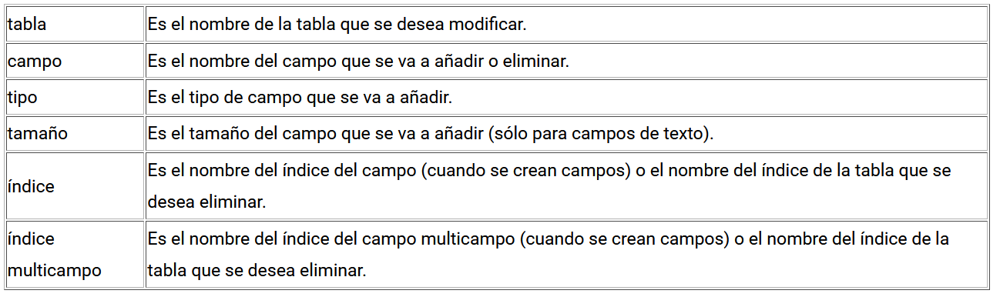 tabla Es el nombre de la tabla que se desea modificar.
campo Es el nombre del campo que se va a añadir o eliminar.
tipo Es el tipo de campo que se va a añadir.
tamaño Es el tamaño del campo que se va a añadir (sólo para campos de texto).
índice Es el nombre del índice del campo (cuando se crean campos) o el nombre del índice de la tabla que se
desea eliminar.
índice Es el nombre del índice del campo multicampo (cuando se crean campos) o el nombre del índice de la
multicampo tabla que se desea eliminar.